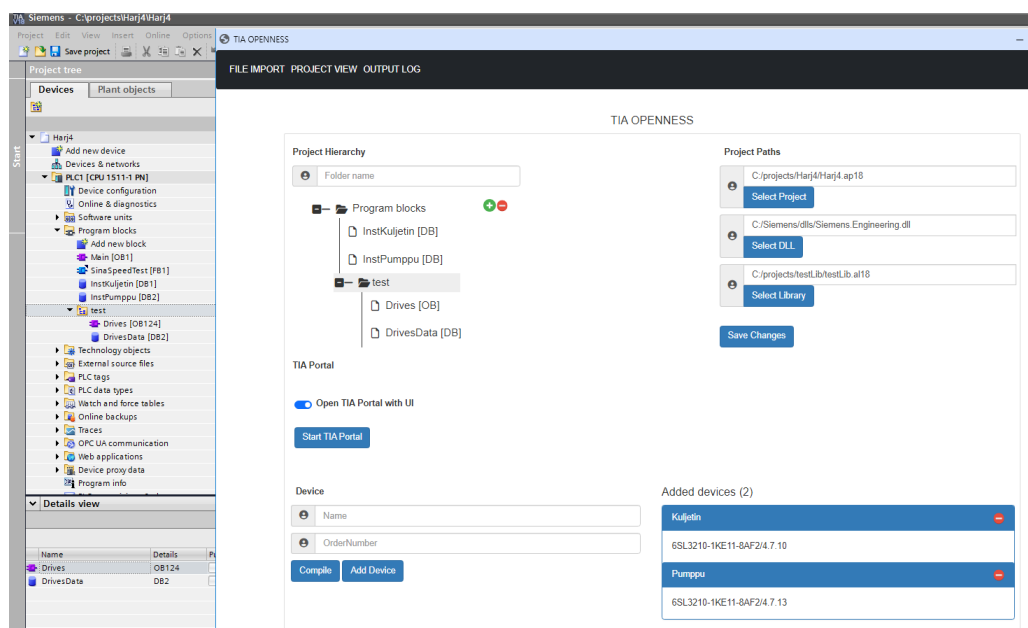 Siemens - C:\projects\Harj4\Harj4
Project Edit View Insert Online Options
Save project
Project tree
Devices Plant objects
Start
Harj4
Add new device
Devices & networks
PLC1 [CPU 1511-1 PN]
Device configuration
Online & diagnostics
Software units
Program blocks
Add new block
Main [OB1]
SinaSpeedTest [FB1]
InstKuljetin [DB1]
InstPumppu [DB2]
test
Drives [OB124]
DrivesData [DB2]
Technology objects
External source files
PLC tags
PLC data types
Watch and force tables
Online backups
Traces
OPC UA communication
Web applications
Device proxy data
Program info
Details view
Name Details
Drives OB124
DrivesData DB2
TIA OPENNESS
FILE IMPORT PROJECT VIEW OUTPUT LOG
TIA OPENNESS
Project Hierarchy
Folder name
Program blocks
InstKuljetin [DB]
InstPumppu [DB]
test
Drives [OB]
DrivesData [DB]
Project Paths
C:/projects/Harj4/Harj4.ap18
Select Project
C:/Siemens/dlls/Siemens.Engineering.dll
Select DLL
C:/projects/testLib/testLib.al18
Select Library
Save Changes
TIA Portal
Open TIA Portal with UI
Start TIA Portal
Device
Name
OrderNumber
Compile Add Device
Added devices (2)
Kuljetin
6SL3210-1KE11-8AF2/4.7.10
Pumppu
6SL3210-1KE11-8AF2/4.7.13